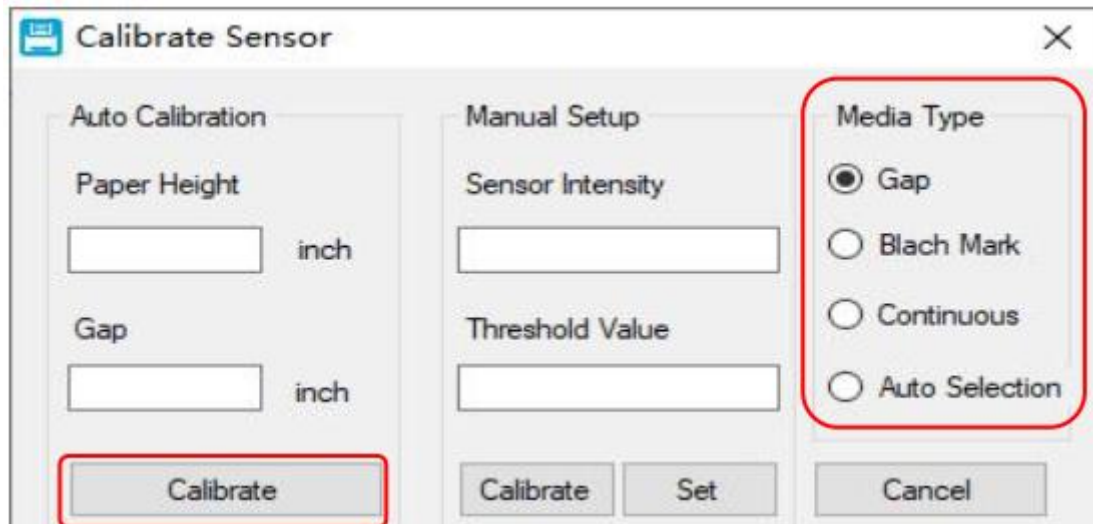 Calibrate Sensor
Auto Calibration
Paper Height
inch
Gap
inch
Calibrate
Manual Setup
Sensor Intensity
Threshold Value
Calibrate
Set
Media Type
Gap
Blach Mark
Continuous
Auto Selection
Cancel